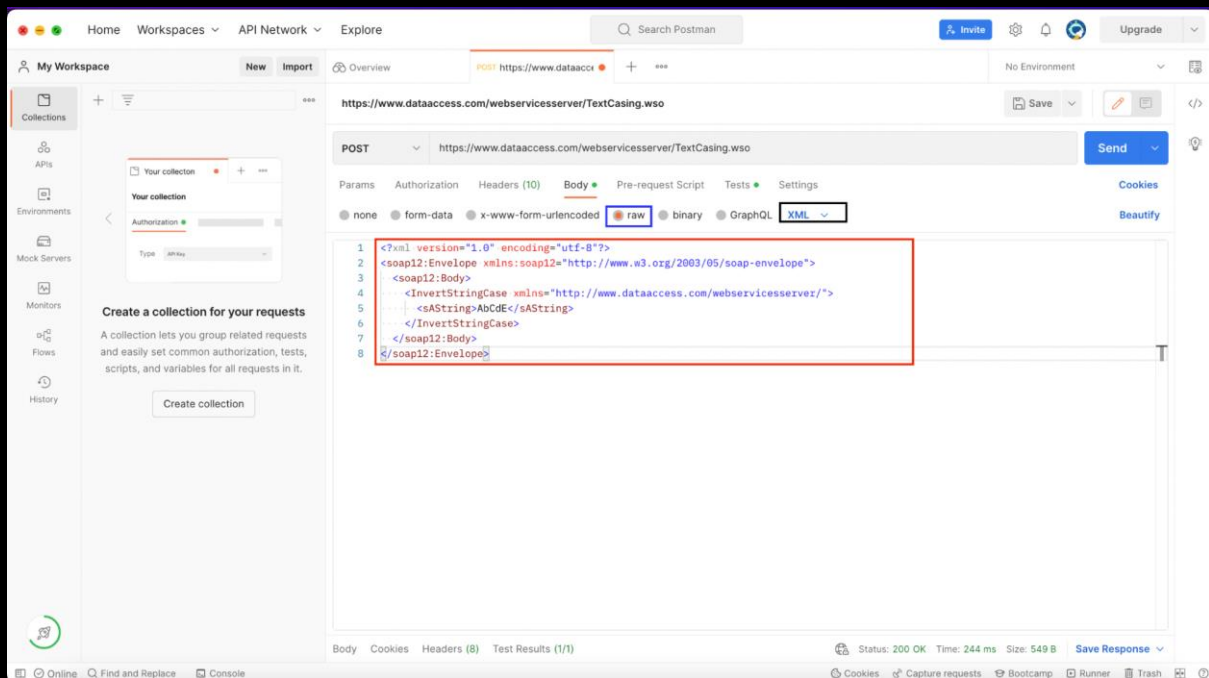 Home Workspaces API Network Explore Search Postman Invite Upgrade
My Workspace New Import Overview POST https://www.dataacce No Environment
Collections
APIs
Environments
Mock Servers
Monitors
Flows
History
Your collecton
Your collection
Authorization
Type API Key
Create a collection for your requests
A collection lets you group related requests
and easily set common authorization, tests,
scripts, and variables for all requests in it.
Create collection
https://www.dataaccess.com/webservicesserver/TextCasing.wso Save
POST https://www.dataaccess.com/webservicesserver/TextCasing.wso Send
Params Authorization Headers (10) Body Pre-request Script Tests Settings Cookies
none form-data x-www-form-urlencoded raw binary GraphQL XML Beautify
1 <?xml version="1.0" encoding="utf-8"?>
2 <soap12:Envelope xmlns:soap12="http://www.w3.org/2003/05/soap-envelope">
3 <soap12:Body>
4 <InvertStringCase xmlns="http://www.dataaccess.com/webservicesserver/">
5 <sAString>AbCdE</sAString>
6 </InvertStringCase>
7 </soap12:Body>
8 </soap12:Envelope>
Body Cookies Headers (8) Test Results (1/1) Status: 200 OK Time: 244 ms Size: 549 B Save Response
Online Find and Replace Console Cookies Capture requests Bootcamp Runner Trash